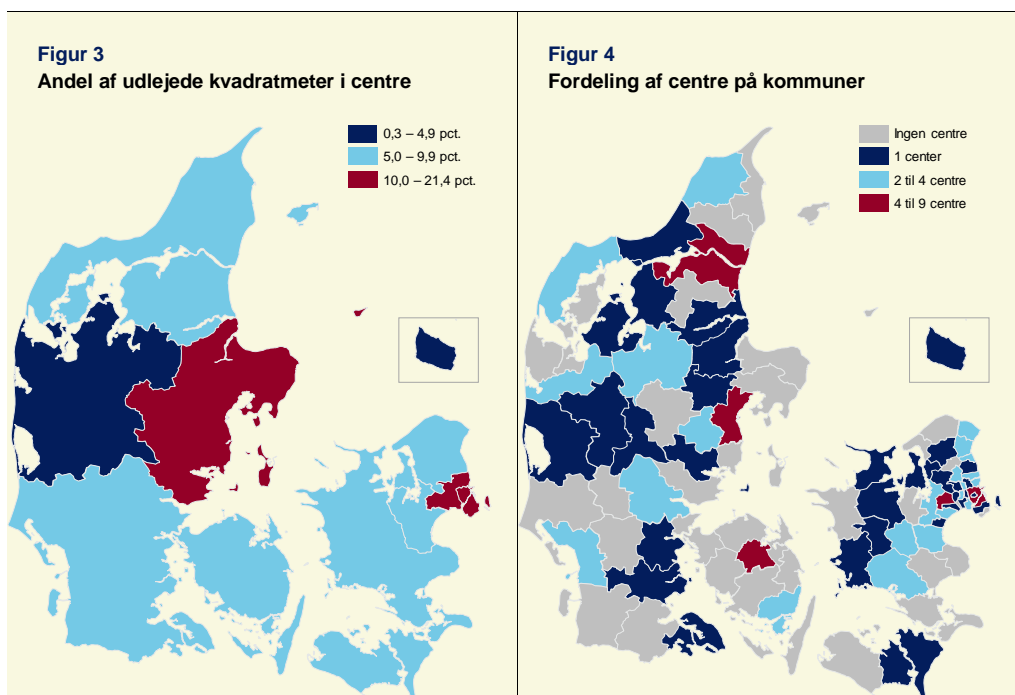 Figur 3
Andel af udlejede kvadratmeter i centre
0,3 – 4,9 pct.
5,0 – 9,9 pct.
10,0 – 21,4 pct.
Figur 4
Fordeling af centre på kommuner
Ingen centre
1 center
2 til 4 centre
4 til 9 centre